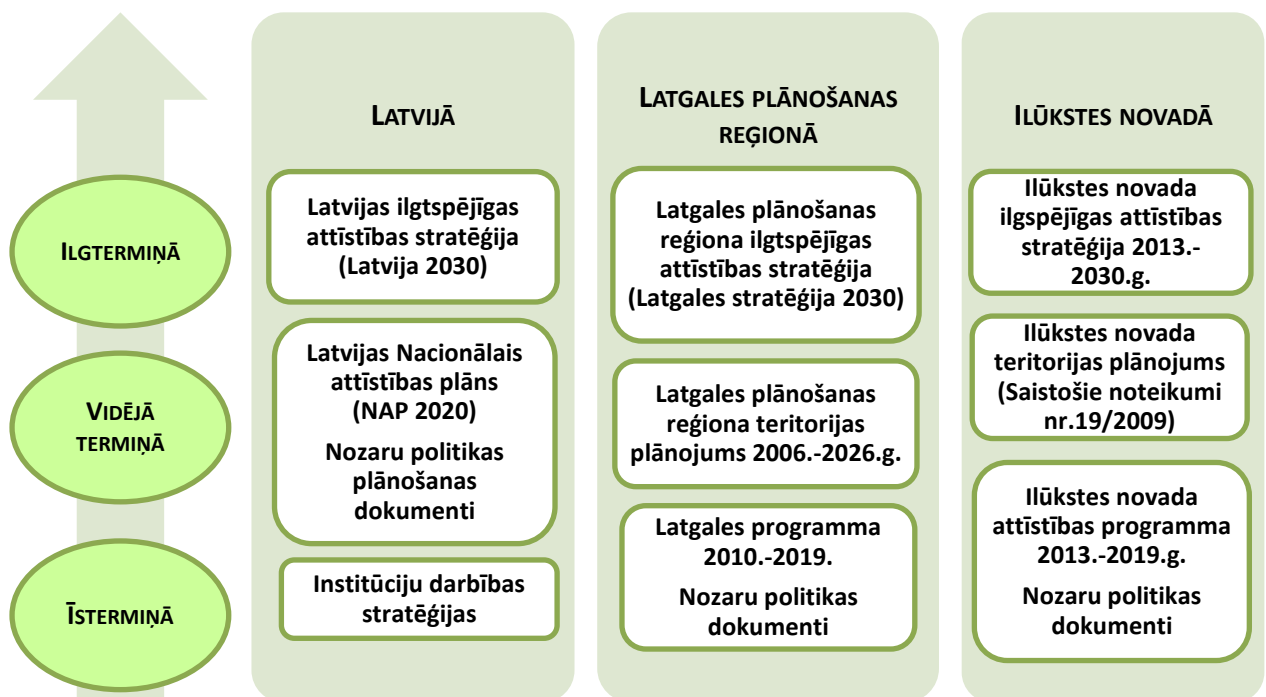 ILGTERMIŅĀ
VIDĒJĀ
TERMIŅĀ
ĪSTERMIŅĀ
LATVIJĀ
Latvijas ilgtspējīgas
attīstības stratēģija
(Latvija 2030)
Latvijas Nacionālais
attīstības plāns
(NAP 2020)
Nozaru politikas
plānošanas
dokumenti
Institūciju darbības
stratēģijas
LATGALES PLĀNOŠANAS
REĢIONĀ
Latgales plānošanas
reģiona ilgtspējīgas
attīstības stratēģija
(Latgales stratēģija 2030)
Latgales plānošanas
reģiona teritorijas
plānojums 2006.-2026.g.
Latgales programma
2010.-2019.
Nozaru politikas
dokumenti
ILŪKSTES NOVADĀ
Ilūkstes novada
ilgspējīgas attīstības
stratēģija 2013.-
2030.g.
Ilūkstes novada
teritorijas plānojums
(Saistošie noteikumi
nr.19/2009)
Ilūkstes novada
attīstības programma
2013.-2019.g.
Nozaru politikas
dokumenti